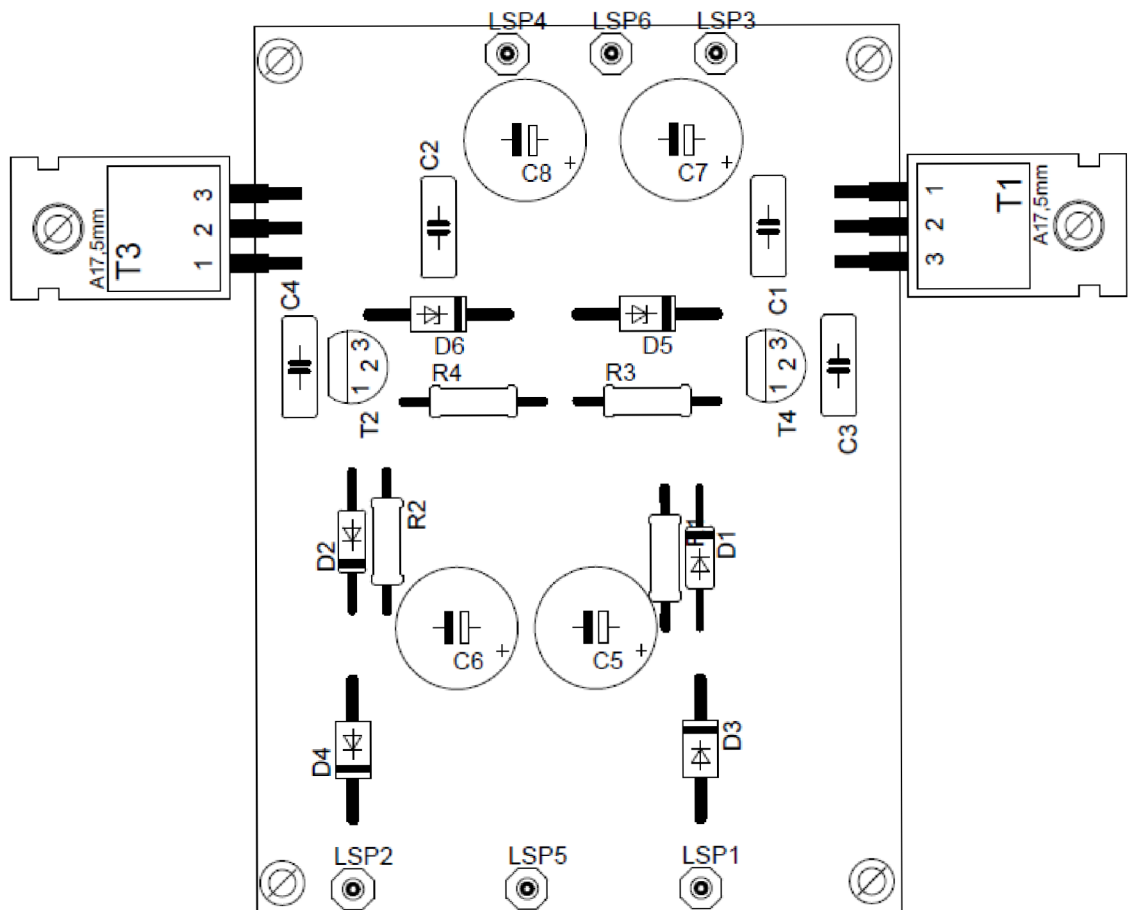 LSP4
LSP6
LSP3
C8
+
C7
+
C2
3
2
1
T3
A17,5mm
1
2
3
T1
A17,5mm
C4
C1
D6
D5
R4
R3
3
2
1
T2
3
2
1
T4
C3
R2
D2
R1
D1
C6
+
C5
+
D4
D3
LSP2
LSP5
LSP1